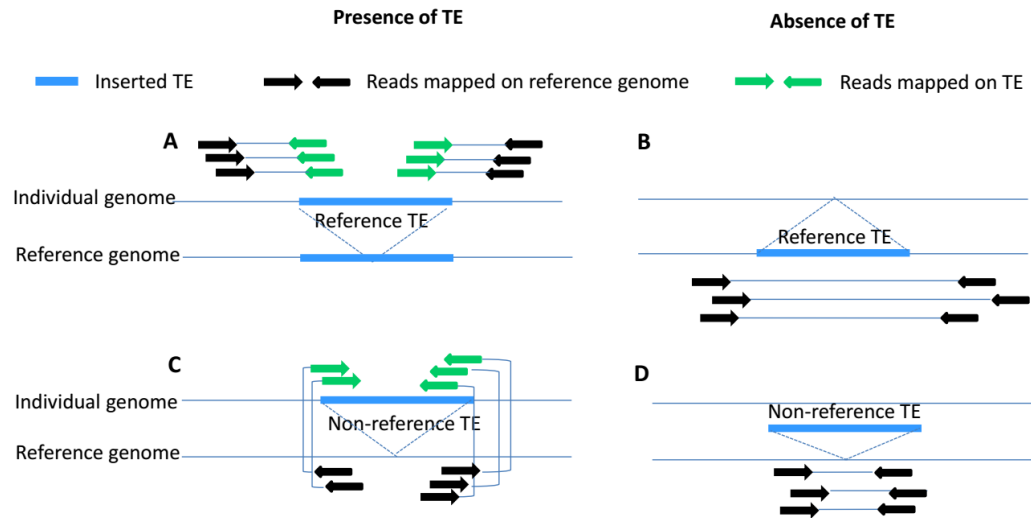 Presence of TE
Absence of TE
Inserted TE
Reads mapped on reference genome
Reads mapped on TE
A
B
Individual genome
Reference TE
Reference TE
Reference genome
C
D
Individual genome
Non-reference TE
Non-reference TE
Reference genome